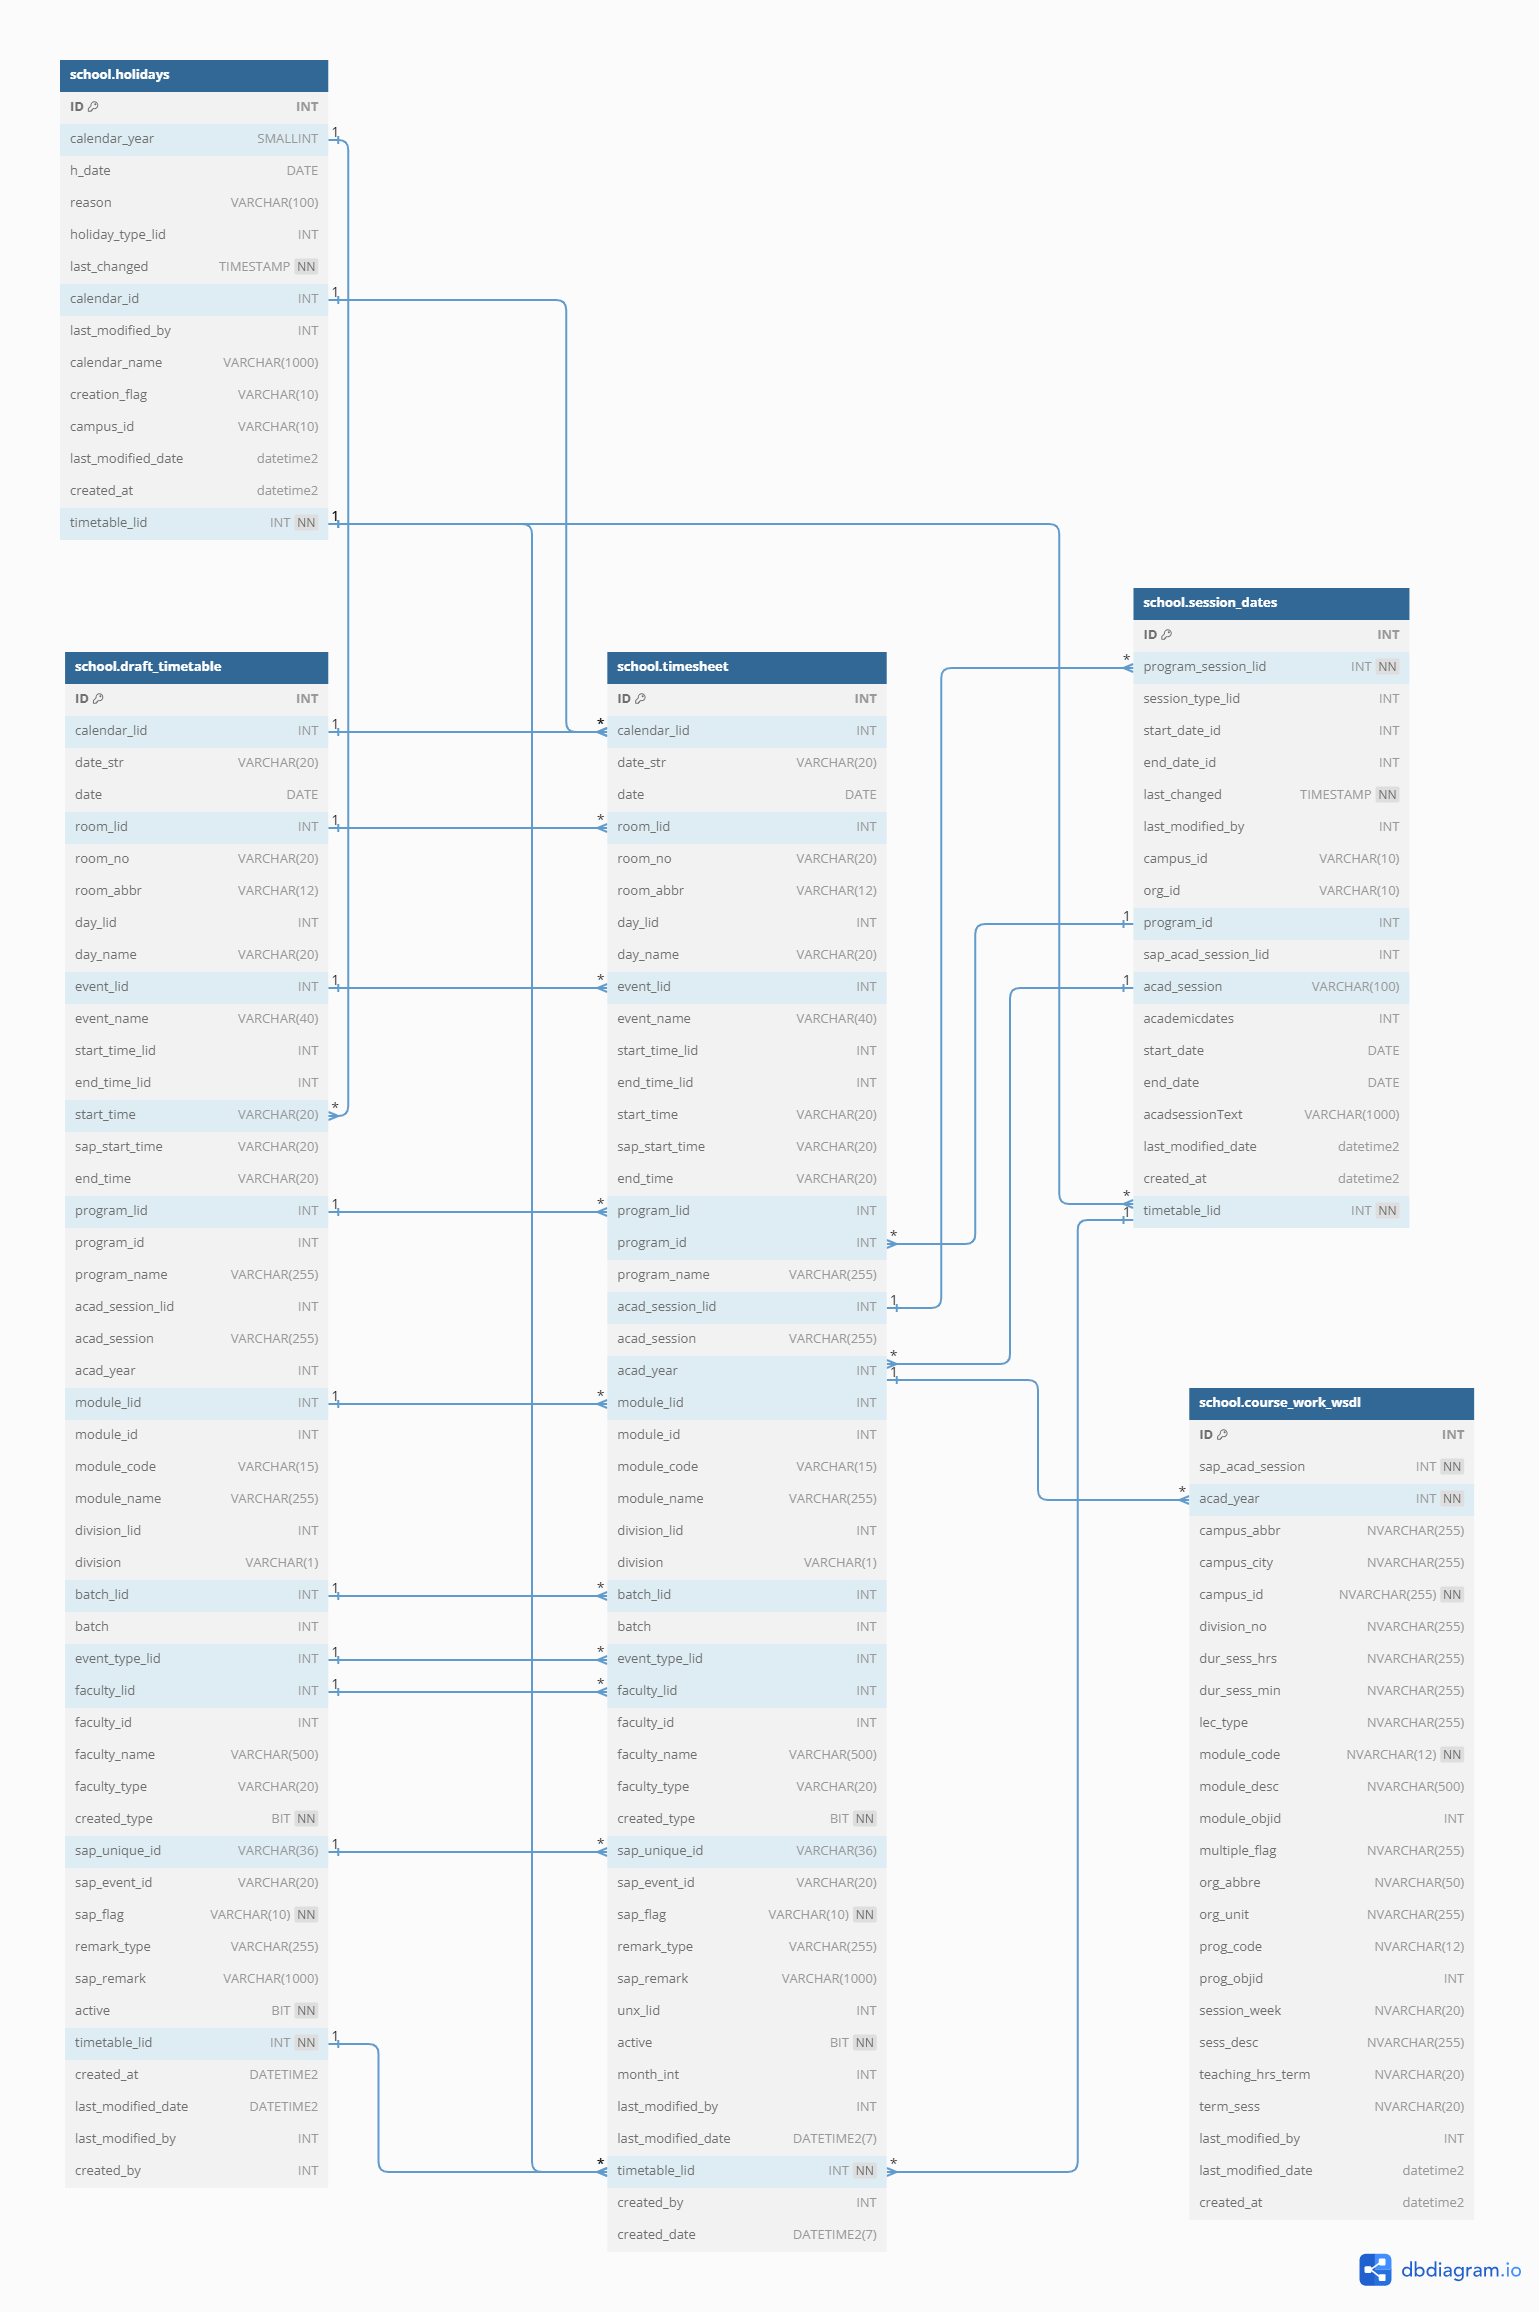 school.holidays
ID INT
calendar_year SMALLINT
h_date DATE
reason VARCHAR(100)
holiday_type_lid INT
last_changed TIMESTAMP NN
calendar_id INT
last_modified_by INT
calendar_name VARCHAR(1000)
creation_flag VARCHAR(10)
campus_id VARCHAR(10)
last_modified_date datetime2
created_at datetime2
timetable_lid INT NN
1
1
1
school.draft_timetable
ID INT
calendar_lid INT
date_str VARCHAR(20)
date DATE
room_lid INT
room_no VARCHAR(20)
room_abbr VARCHAR(12)
day_lid INT
day_name VARCHAR(20)
event_lid INT
event_name VARCHAR(40)
start_time_lid INT
end_time_lid INT
start_time VARCHAR(20)
sap_start_time VARCHAR(20)
end_time VARCHAR(20)
program_lid INT
program_id INT
program_name VARCHAR(255)
acad_session_lid INT
acad_session VARCHAR(255)
acad_year INT
module_lid INT
module_id INT
module_code VARCHAR(15)
module_name VARCHAR(255)
division_lid INT
division VARCHAR(1)
batch_lid INT
batch INT
event_type_lid INT
faculty_lid INT
faculty_id INT
faculty_name VARCHAR(500)
faculty_type VARCHAR(20)
created_type BIT NN
sap_unique_id VARCHAR(36)
sap_event_id VARCHAR(20)
sap_flag VARCHAR(10) NN
remark_type VARCHAR(255)
sap_remark VARCHAR(1000)
active BIT NN
timetable_lid INT NN
created_at DATETIME2
last_modified_date DATETIME2
last_modified_by INT
created_by INT
1 *
1 *
1 *
*
1 *
1 *
1 *
1 *
1 *
1 *
1 *
school.timesheet
ID INT
calendar_lid INT
date_str VARCHAR(20)
date DATE
room_lid INT
room_no VARCHAR(20)
room_abbr VARCHAR(12)
day_lid INT
day_name VARCHAR(20)
event_lid INT
event_name VARCHAR(40)
start_time_lid INT
end_time_lid INT
start_time VARCHAR(20)
sap_start_time VARCHAR(20)
end_time VARCHAR(20)
program_lid INT
program_id INT
program_name VARCHAR(255)
acad_session_lid INT
acad_session VARCHAR(255)
acad_year INT
module_lid INT
module_id INT
module_code VARCHAR(15)
module_name VARCHAR(255)
division_lid INT
division VARCHAR(1)
batch_lid INT
batch INT
event_type_lid INT
faculty_lid INT
faculty_id INT
faculty_name VARCHAR(500)
faculty_type VARCHAR(20)
created_type BIT NN
sap_unique_id VARCHAR(36)
sap_event_id VARCHAR(20)
sap_flag VARCHAR(10) NN
remark_type VARCHAR(255)
sap_remark VARCHAR(1000)
unx_lid INT
active BIT NN
month_int INT
last_modified_by INT
last_modified_date DATETIME2(7)
timetable_lid INT NN
created_by INT
created_date DATETIME2(7)
*
1
*
1
*
school.session_dates
ID INT
program_session_lid INT NN
session_type_lid INT
start_date_id INT
end_date_id INT
last_changed TIMESTAMP NN
last_modified_by INT
campus_id VARCHAR(10)
org_id VARCHAR(10)
program_id INT
sap_acad_session_lid INT
acad_session VARCHAR(100)
academicdates INT
start_date DATE
end_date DATE
acadsessionText VARCHAR(1000)
last_modified_date datetime2
created_at datetime2
timetable_lid INT NN
*
1
1
*
1
school.course_work_wsdl
ID INT
sap_acad_session INT NN
* acad_year INT NN
campus_abbr NVARCHAR(255)
campus_city NVARCHAR(255)
campus_id NVARCHAR(255) NN
division_no NVARCHAR(255)
dur_sess_hrs NVARCHAR(255)
dur_sess_min NVARCHAR(255)
lec_type NVARCHAR(255)
module_code NVARCHAR(12) NN
module_desc NVARCHAR(500)
module_objid INT
multiple_flag NVARCHAR(255)
org_abbre NVARCHAR(50)
org_unit NVARCHAR(255)
prog_code NVARCHAR(12)
prog_objid INT
session_week NVARCHAR(20)
sess_desc NVARCHAR(255)
teaching_hrs_term NVARCHAR(20)
term_sess NVARCHAR(20)
last_modified_by INT
last_modified_date datetime2
created_at datetime2
dbdiagram.io